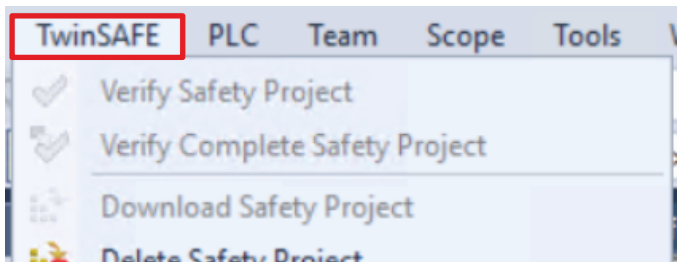 TwinSAFE PLC Team Scope Tools
Verify Safety Project
Verify Complete Safety Project
Download Safety Project
Delete Safety Project